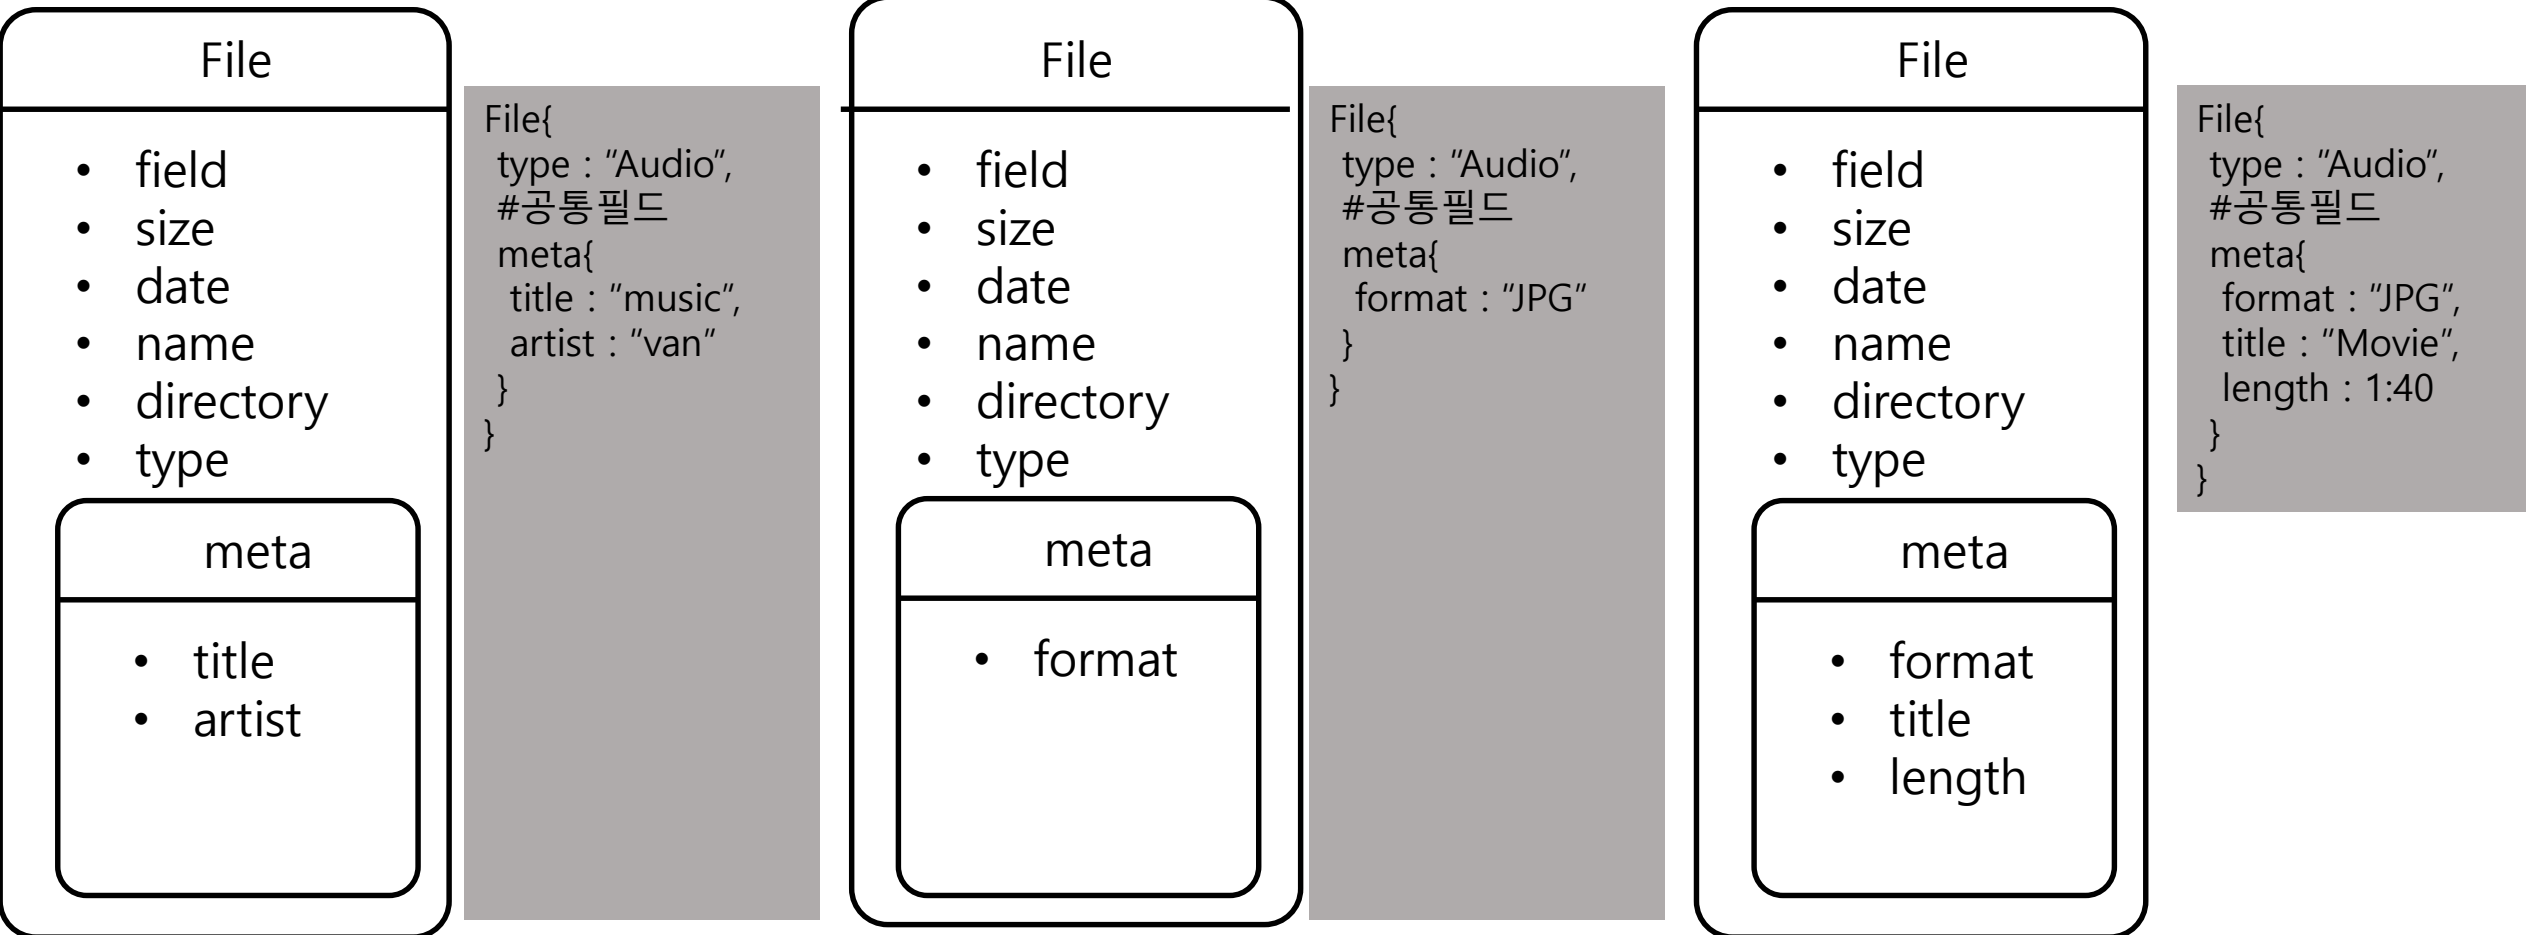 File
• field
• size
• date
• name
• directory
• type
meta
• title
• artist
File{
type : “Audio”,
#공통필드
meta{
title : “music”,
artist : “van”
}
}
File
• field
• size
• date
• name
• directory
• type
meta
• format
File{
type : “Audio”,
#공통필드
meta{
format : “JPG”
}
}
File
• field
• size
• date
• name
• directory
• type
meta
• format
• title
• length
File{
type : “Audio”,
#공통필드
meta{
format : “JPG”,
title : “Movie”,
length : 1:40
}
}